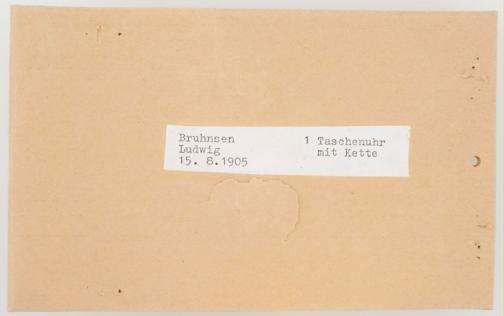 Bruhnsen 1 Taschenuhr
Ludwig mit Kette
15. 8.1905